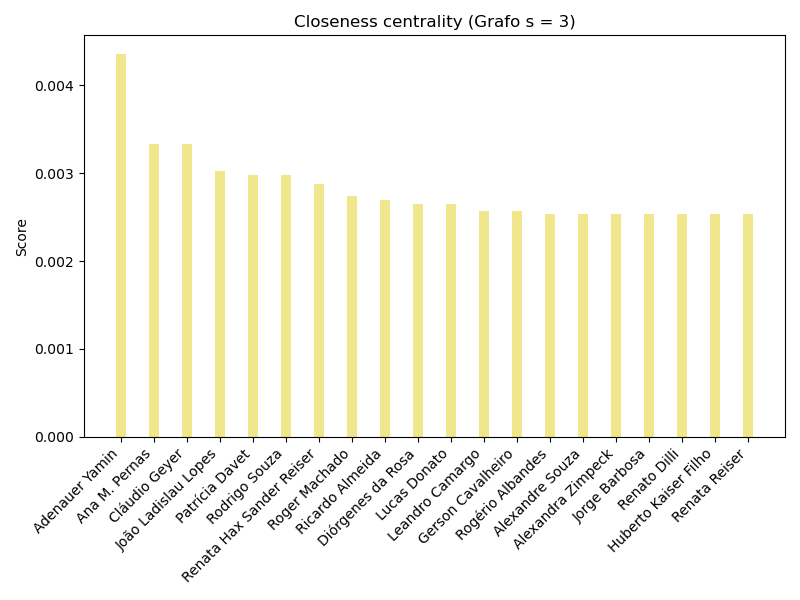 Closeness centrality (Grafo s = 3)
Score
0.004
0.003
0.002
0.001
0.000
Adenauer Yamin
Ana M. Pernas
Cláudio Geyer
João Ladislau Lopes
Patrícia Davet
Rodrigo Souza
Renata Hax Sander Reiser
Roger Machado
Ricardo Almeida
Diórgenes da Rosa
Lucas Donato
Leandro Camargo
Gerson Cavalheiro
Rogério Albandes
Alexandre Souza
Alexandra Zimpeck
Jorge Barbosa
Renato Dilli
Huberto Kaiser Filho
Renata Reiser